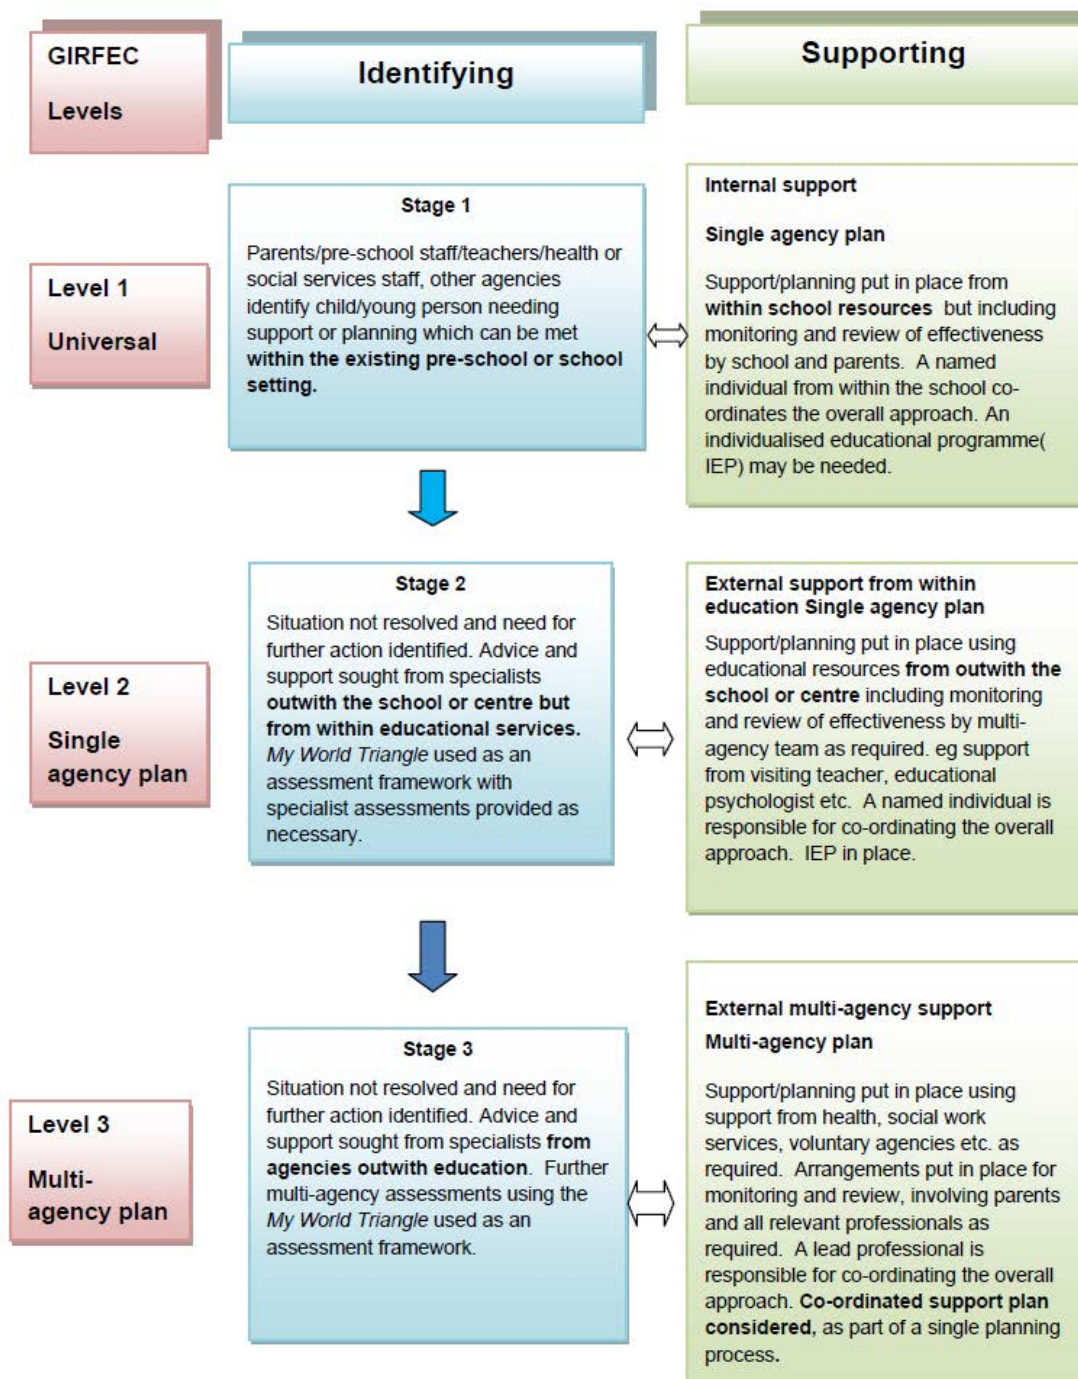 GIRFEC
Levels
Identifying
Supporting
Level 1
Universal
Stage 1
Parents/pre-school staff/teachers/health or
social services staff, other agencies
identify child/young person needing
support or planning which can be met
within the existing pre-school or school
setting.
Internal support
Single agency plan
Support/planning put in place from
within school resources but including
monitoring and review of effectiveness
by school and parents. A named
individual from within the school co-
ordinates the overall approach. An
individualised educational programme(
IEP) may be needed.
Level 2
Single
agency plan
Stage 2
Situation not resolved and need for
further action identified. Advice and
support sought from specialists
outwith the school or centre but
from within educational services.
My World Triangle used as an
assessment framework with
specialist assessments provided as
necessary.
External support from within
education Single agency plan
Support/planning put in place using
educational resources from outwith the
school or centre including monitoring
and review of effectiveness by multi-
agency team as required. eg support
from visiting teacher, educational
psychologist etc. A named individual is
responsible for co-ordinating the overall
approach. IEP in place.
Level 3
Multi-
agency plan
Stage 3
Situation not resolved and need for
further action identified. Advice and
support sought from specialists from
agencies outwith education. Further
multi-agency assessments using the
My World Triangle used as an
assessment framework.
External multi-agency support
Multi-agency plan
Support/planning put in place using
support from health, social work
services, voluntary agencies etc. as
required. Arrangements put in place for
monitoring and review, involving parents
and all relevant professionals as
required. A lead professional is
responsible for co-ordinating the overall
approach. Co-ordinated support plan
considered, as part of a single planning
process.